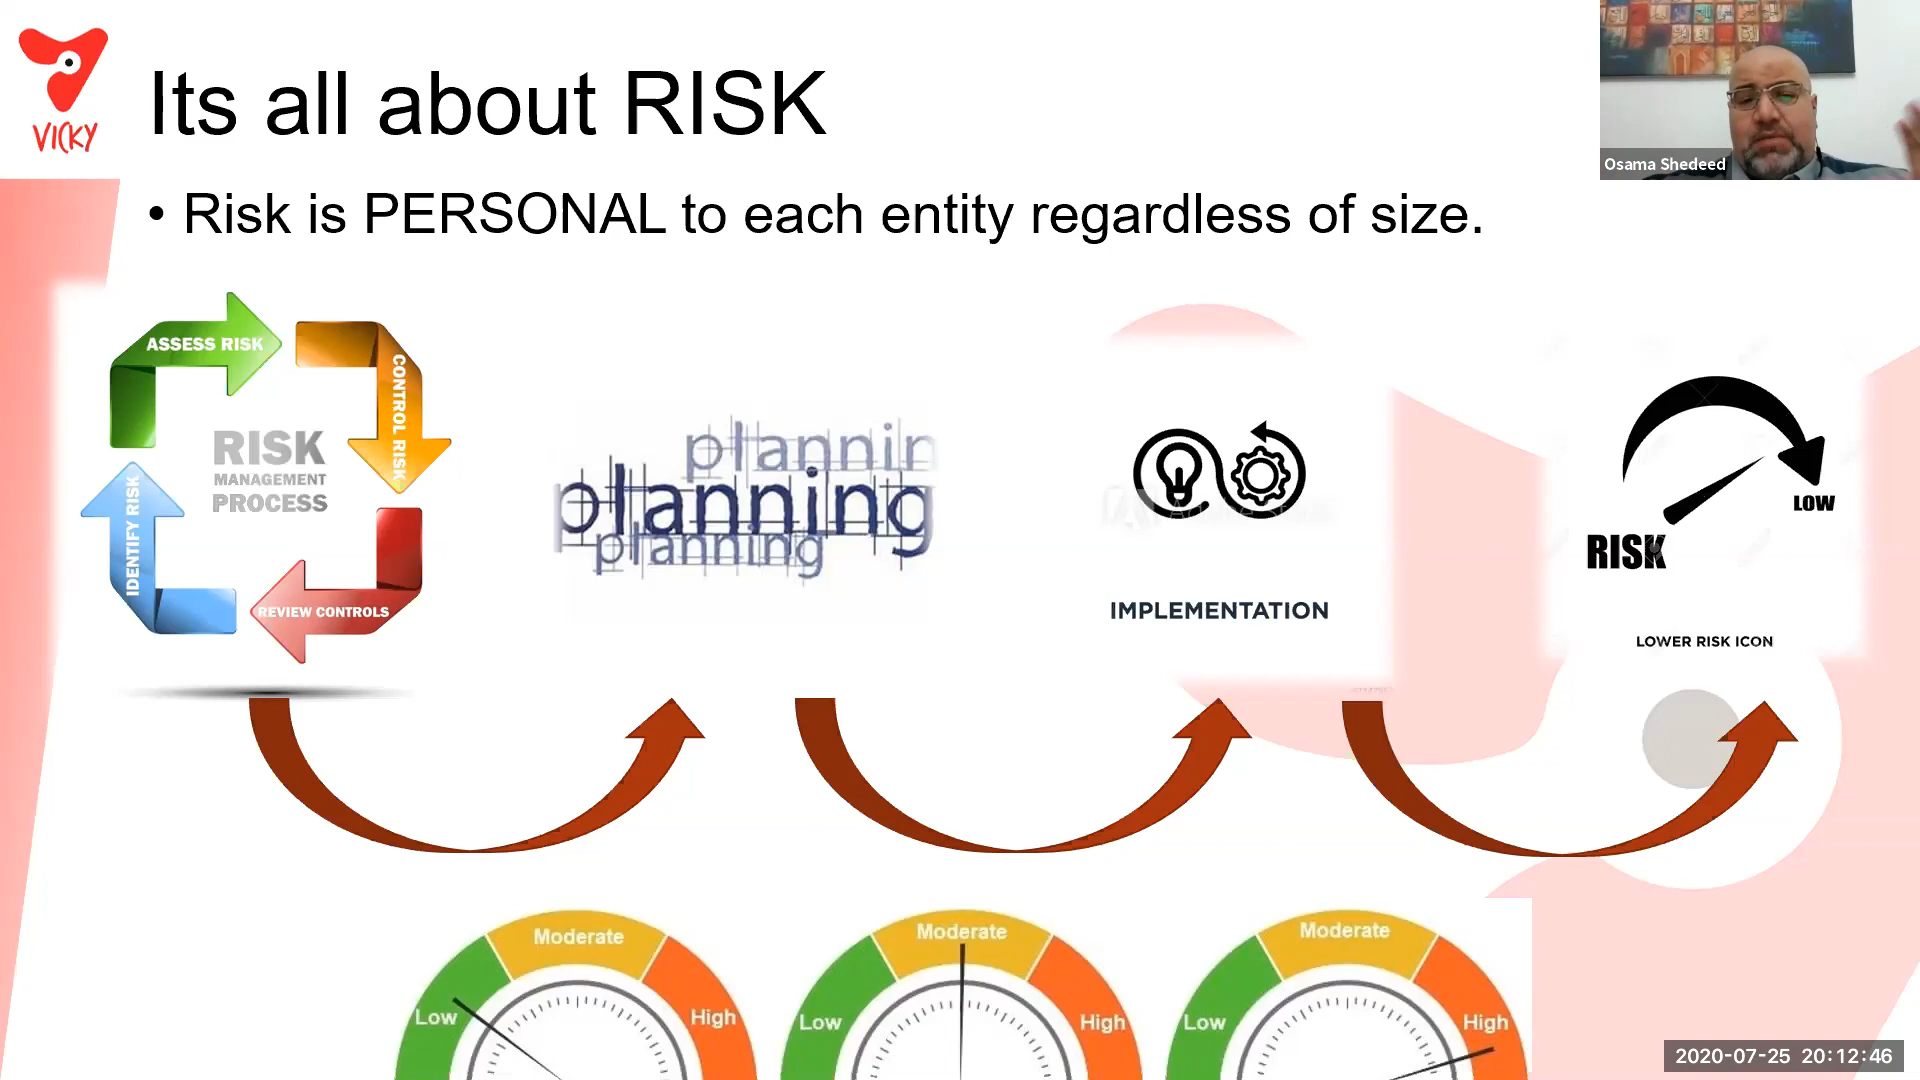 VICKY
Its all about RISK
Osama Shedeed
• Risk is PERSONAL to each entity regardless of size.
ASSESS RISK
CONTROL RISK
RISK
MANAGEMENT
PROCESS
IDENTIFY RISK
REVIEW CONTROLS
plannin
planning
planning
IMPLEMENTATION
LOW
RISK
LOWER RISK ICON
Moderate
Low
High
Moderate
Low
High
Moderate
Low
High
2020-07-25 20:12:46